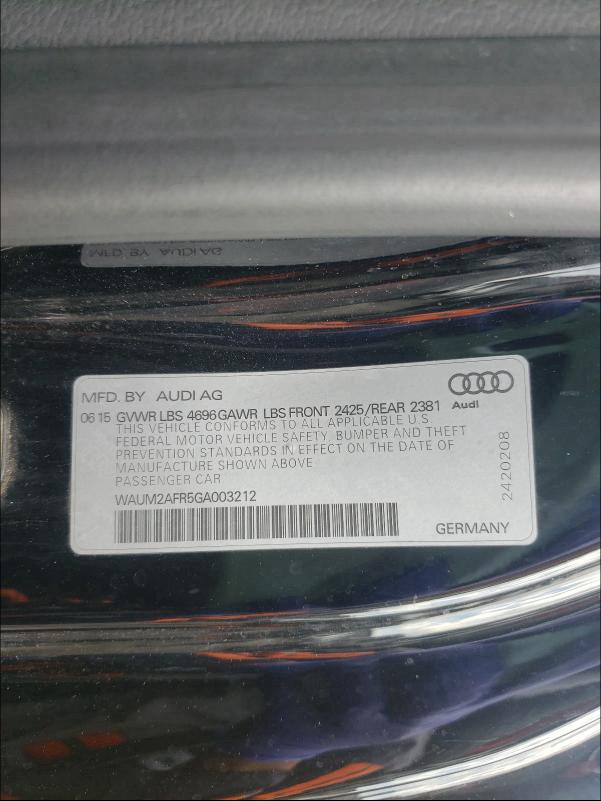 MFD. BY AUDI AG
06 15 GVWR LBS 4696 GAWR LBS FRONT 2425/REAR 2381
Audi
THIS VEHICLE CONFORMS TO ALL APPLICABLE U.S
FEDERAL MOTOR VEHICLE SAFETY, BUMPER AND THEFT
PREVENTION STANDARDS IN EFFECT ON THE DATE OF
MANUFACTURE SHOWN ABOVE
PASSENGER CAR
WAUM2AFR5GA003212
GERMANY
2420208